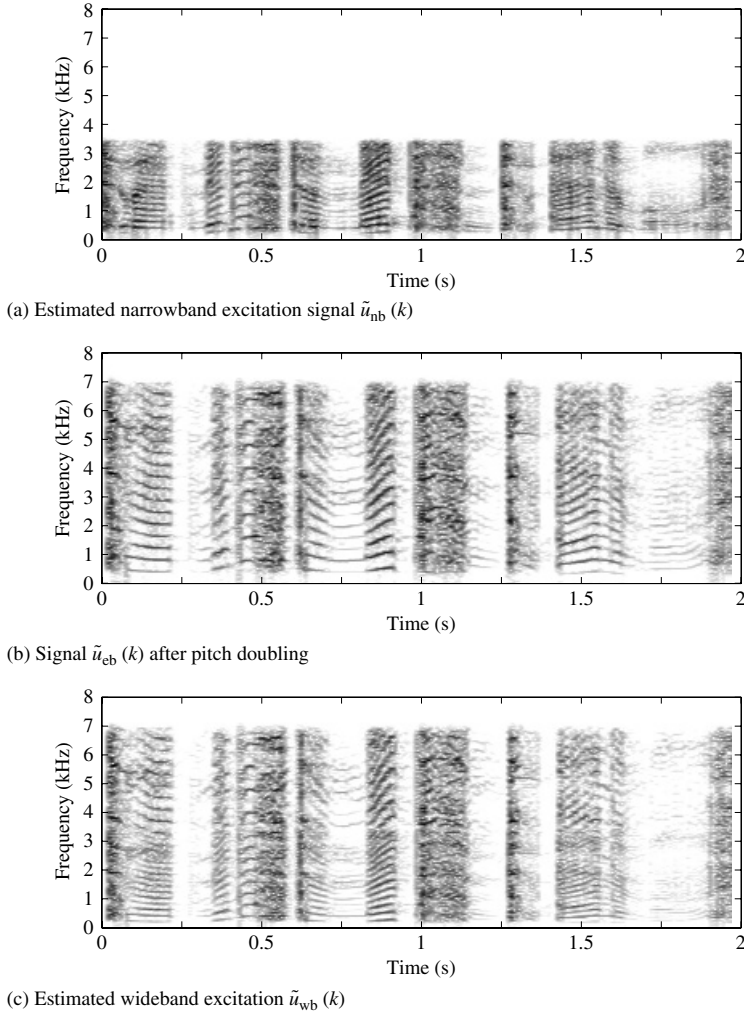 8
7
6
5
4
3
2
1
0
Frequency (kHz)
0 0.5 1 1.5 2
Time (s)
(a) Estimated narrowband excitation signal ũnb (k)
8
7
6
5
4
3
2
1
0
Frequency (kHz)
0 0.5 1 1.5 2
Time (s)
(b) Signal ũeb (k) after pitch doubling
8
7
6
5
4
3
2
1
0
Frequency (kHz)
0 0.5 1 1.5 2
Time (s)
(c) Estimated wideband excitation ũwb (k)